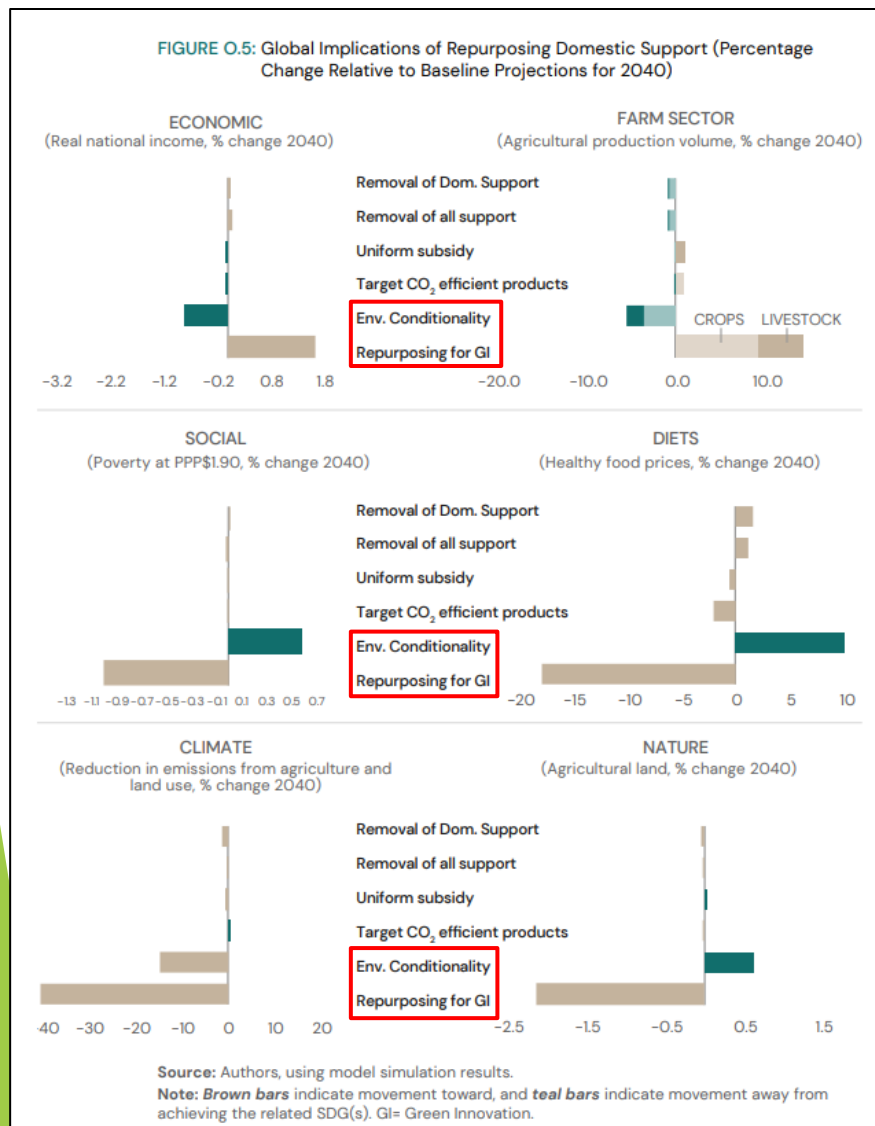 FIGURE O.5: Global Implications of Repurposing Domestic Support (Percentage
Change Relative to Baseline Projections for 2040)
ECONOMIC
(Real national income, % change 2040)
FARM SECTOR
(Agricultural production volume, % change 2040)
Removal of Dom. Support
Removal of all support
Uniform subsidy
Target CO₂ efficient products
Env. Conditionality
Repurposing for GI
CROPS LIVESTOCK
-3.2 -2.2 -1.2 -0.2 0.8 1.8
-20.0 -10.0 0.0 10.0
SOCIAL
(Poverty at PPP$1.90, % change 2040)
DIETS
(Healthy food prices, % change 2040)
Removal of Dom. Support
Removal of all support
Uniform subsidy
Target CO₂ efficient products
Env. Conditionality
Repurposing for GI
-1.3 -1.1 -0.9 -0.7 -0.5 -0.3 -0.1 0.1 0.3 0.5 0.7
-20 -15 -10 -5 0 5 10
CLIMATE
(Reduction in emissions from agriculture and
land use, % change 2040)
NATURE
(Agricultural land, % change 2040)
Removal of Dom. Support
Removal of all support
Uniform subsidy
Target CO₂ efficient products
Env. Conditionality
Repurposing for GI
-40 -30 -20 -10 0 10 20
-2.5 -1.5 -0.5 0.5 1.5
Source: Authors, using model simulation results.
Note: Brown bars indicate movement toward, and teal bars indicate movement away from
achieving the related SDG(s). GI= Green Innovation.